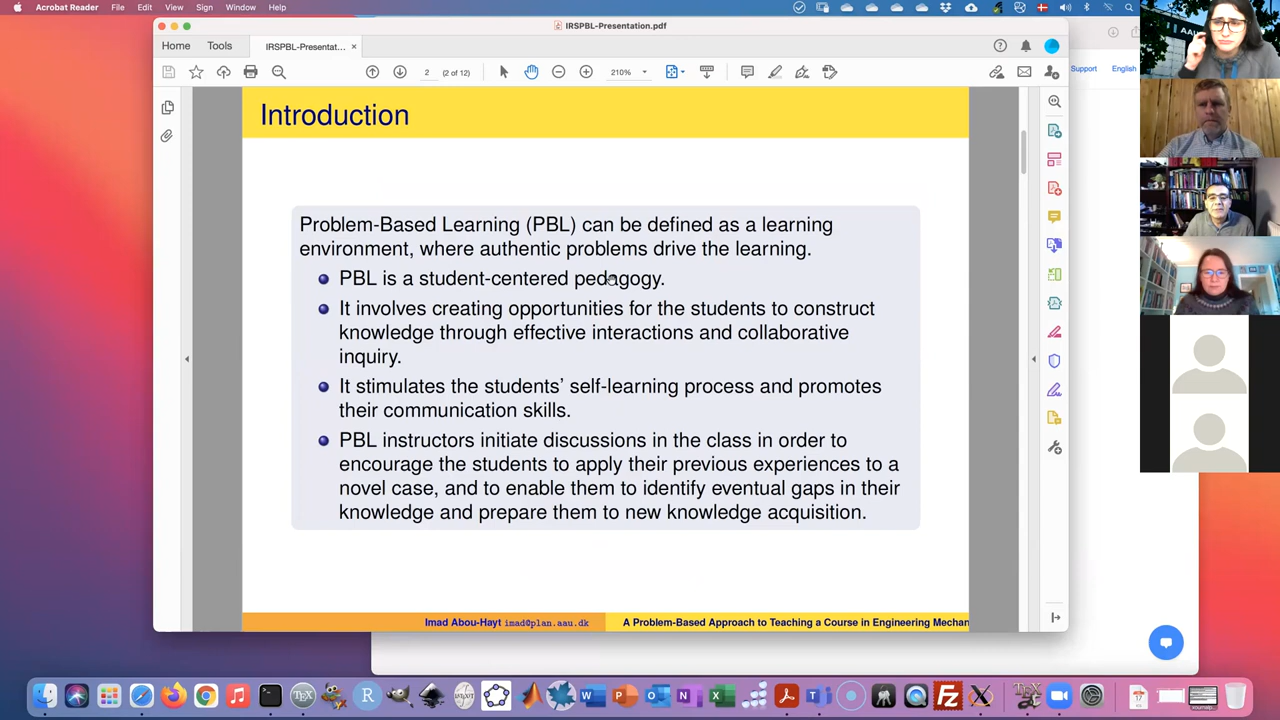 Acrobat Reader File Edit View Sign Window Help
IRSPBL-Presentation.pdf
Home Tools IRSPBL-Presentat... ×
2 (2 of 12) 210%
Support English
Introduction
Problem-Based Learning (PBL) can be defined as a learning
environment, where authentic problems drive the learning.
PBL is a student-centered pedagogy.
It involves creating opportunities for the students to construct
knowledge through effective interactions and collaborative
inquiry.
It stimulates the students’ self-learning process and promotes
their communication skills.
PBL instructors initiate discussions in the class in order to
encourage the students to apply their previous experiences to a
novel case, and to enable them to identify eventual gaps in their
knowledge and prepare them to new knowledge acquisition.
Imad Abou-Hayt imad@plan.aau.dk A Problem-Based Approach to Teaching a Course in Engineering Mechan